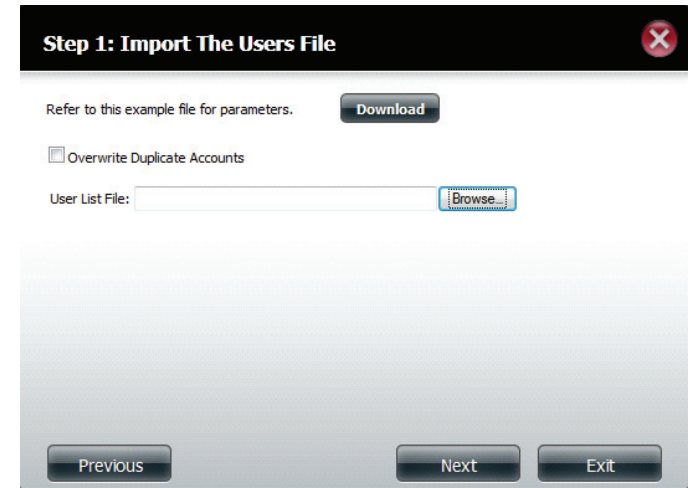 Step 1: Import The Users File
Refer to this example file for parameters. Download
Overwrite Duplicate Accounts
User List File: Browse...
Previous Next Exit